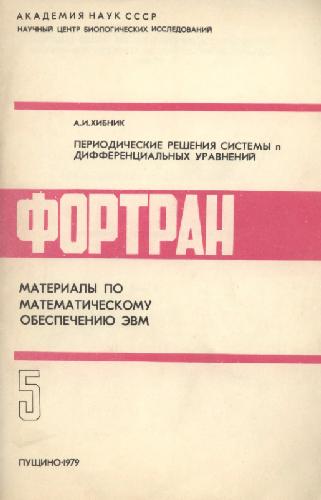 АКАДЕМИЯ НАУК СССР
НАУЧНЫЙ ЦЕНТР БИОЛОГИЧЕСКИХ ИССЛЕДОВАНИЙ
А.И.ХИБНИК
ПЕРИОДИЧЕСКИЕ РЕШЕНИЯ СИСТЕМЫ n
ДИФФЕРЕНЦИАЛЬНЫХ УРАВНЕНИЙ
ФОРТРАН
МАТЕРИАЛЫ ПО
МАТЕМАТИЧЕСКОМУ
ОБЕСПЕЧЕНИЮ ЭВМ
5
ПУЩИНО-1979